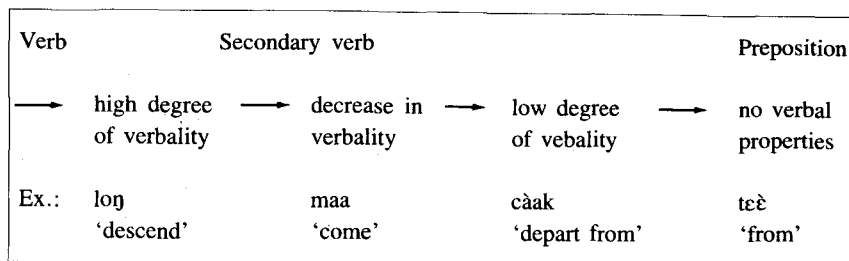 Verb Secondary verb Preposition
→ high degree → decrease in → low degree → no verbal
of verbality verbality of vebality properties
Ex.: loŋ maa càak tɛɛ̀
‘descend’ ‘come’ ‘depart from’ ‘from’